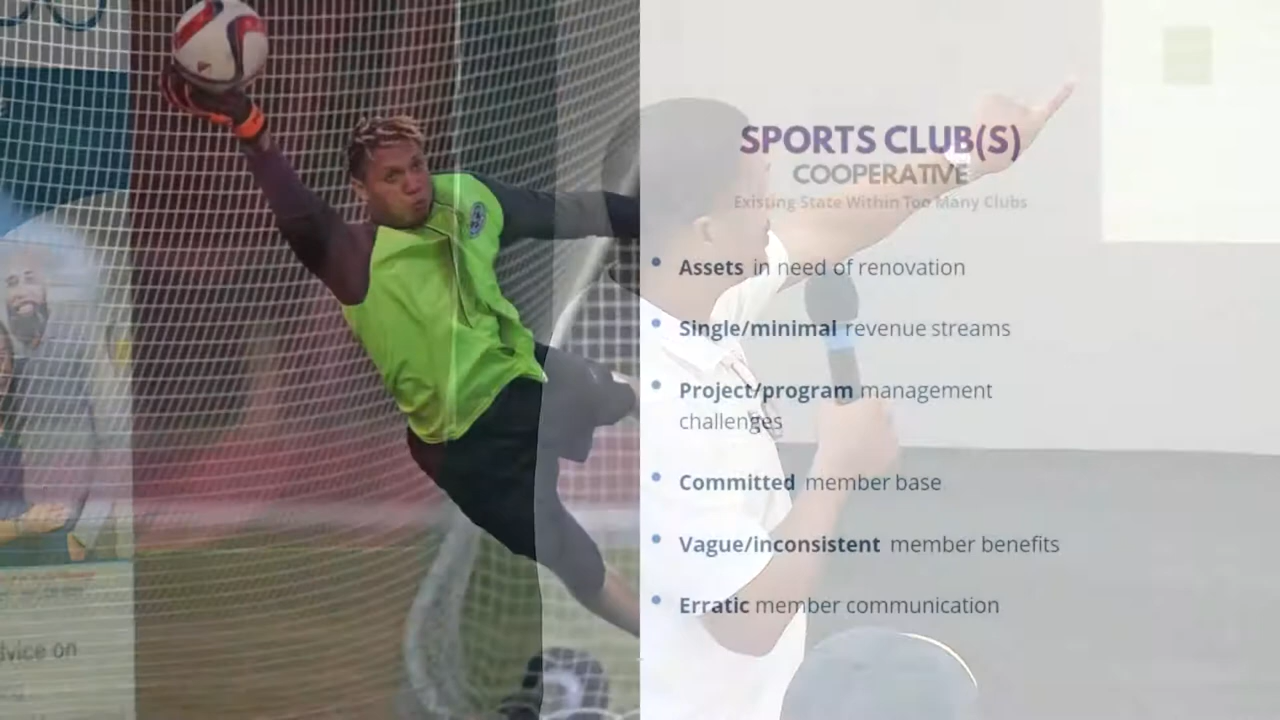 SPORTS CLUB(S)
COOPERATIVE
Existing State Within Too Many Clubs
• Assets in need of renovation
• Single/minimal revenue streams
• Project/program management
challenges
• Committed member base
• Vague/inconsistent member benefits
• Erratic member communication
on